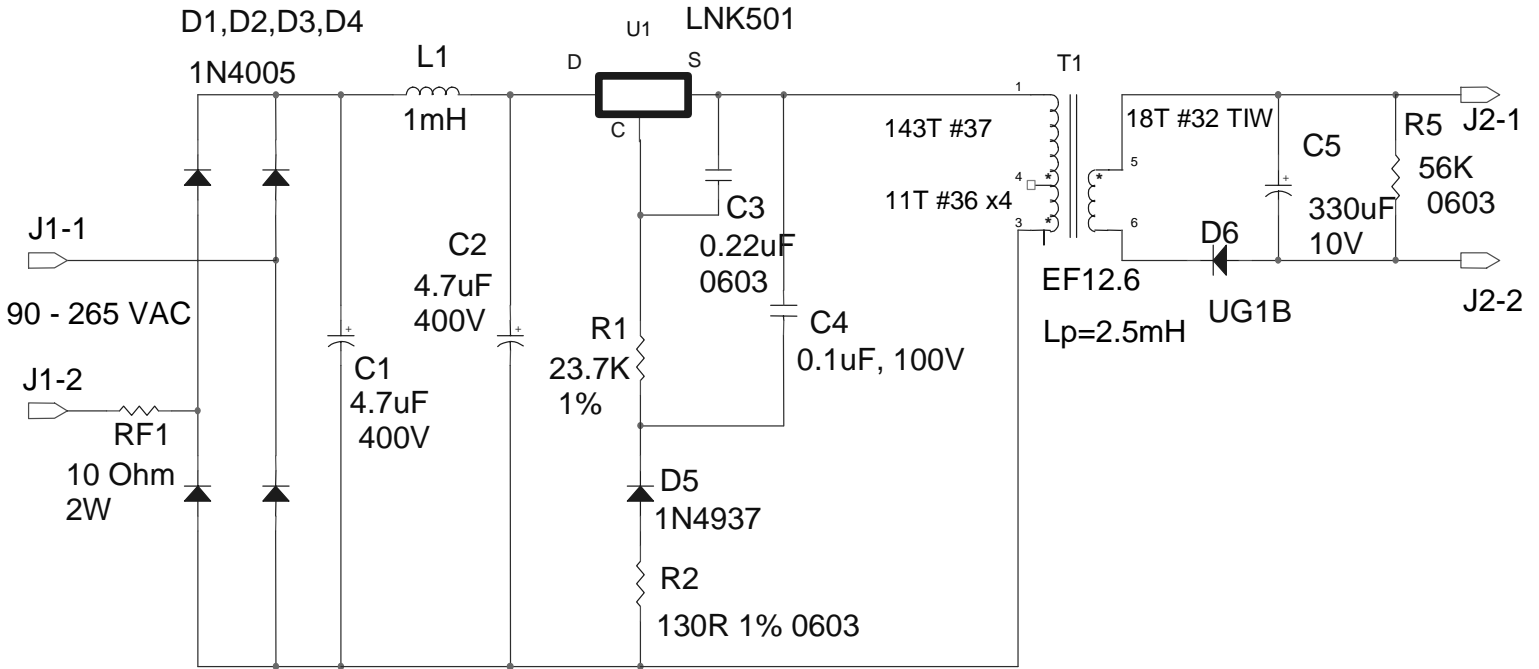 D1,D2,D3,D4
1N4005
L1
1mH
U1
LNK501
D
S
C
T1
1
143T #37
4
*
11T #36 x4
3
*
18T #32 TIW
5
*
6
EF12.6
Lp=2.5mH
J2-1
R5
56K
0603
C5
+
330uF
10V
D6
UG1B
J2-2
J1-1
90 - 265 VAC
J1-2
RF1
10 Ohm
2W
+
C1
4.7uF
400V
C2
4.7uF
400V
+
C3
0.22uF
0603
R1
23.7K
1%
C4
0.1uF, 100V
D5
1N4937
R2
130R 1% 0603